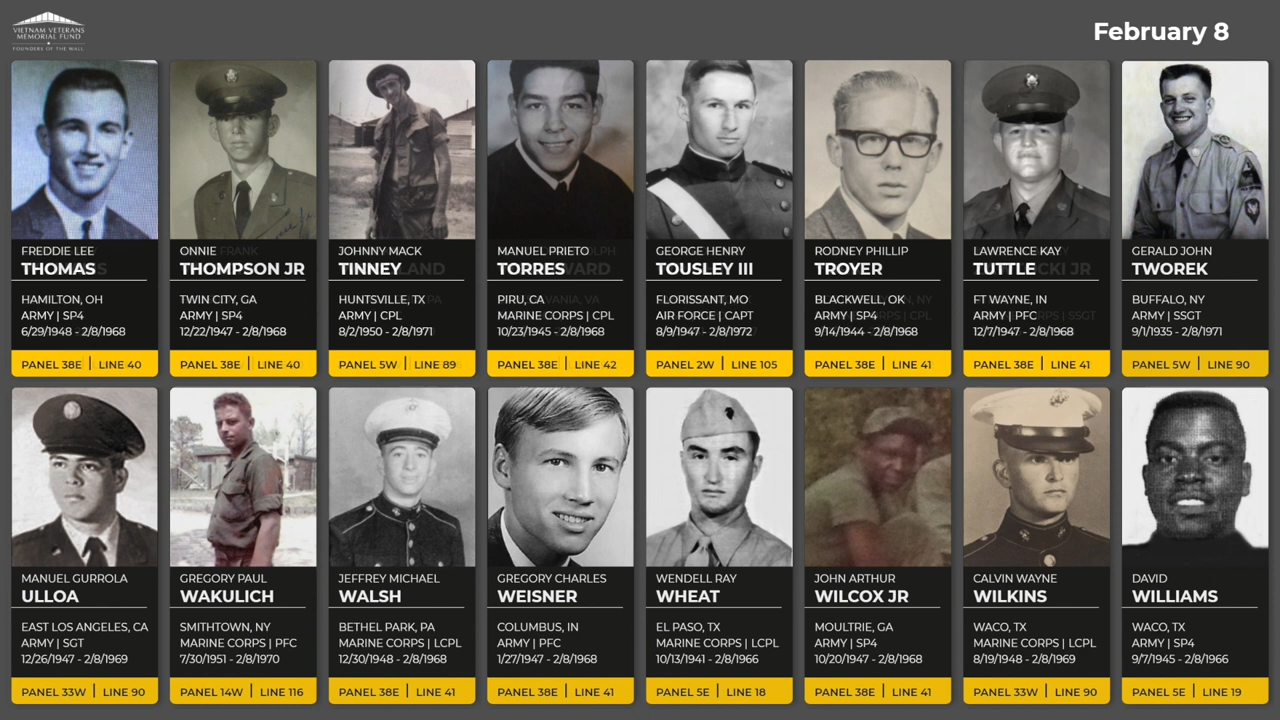 VIETNAM VETERANS
MEMORIAL FUND
FOUNDERS OF THE WALL
February 8
FREDDIE LEE
THOMAS
HAMILTON, OH
ARMY | SP4
6/29/1948 - 2/8/1968
PANEL 38E | LINE 40
ONNIE FRANK
THOMPSON JR
TWIN CITY, GA
ARMY | SP4
12/22/1947 - 2/8/1968
PANEL 38E | LINE 40
JOHNNY MACK
TINNEY
HUNTSVILLE, TX
ARMY | CPL
8/2/1950 - 2/8/1971
PANEL 5W | LINE 89
MANUEL PRIETO
TORRES
PIRU, CA
MARINE CORPS | CPL
10/23/1945 - 2/8/1968
PANEL 38E | LINE 42
GEORGE HENRY
TOUSLEY III
FLORISSANT, MO
AIR FORCE | CAPT
8/9/1947 - 2/8/1972
PANEL 2W | LINE 105
RODNEY PHILLIP
TROYER
BLACKWELL, OK
ARMY | SP4
9/14/1944 - 2/8/1968
PANEL 38E | LINE 41
LAWRENCE KAY
TUTTLE
FT WAYNE, IN
ARMY | PFC
12/7/1947 - 2/8/1968
PANEL 38E | LINE 41
GERALD JOHN
TWOREK
BUFFALO, NY
ARMY | SSGT
9/1/1935 - 2/8/1971
PANEL 5W | LINE 90
MANUEL GURROLA
ULLOA
EAST LOS ANGELES, CA
ARMY | SGT
12/26/1947 - 2/8/1969
PANEL 33W | LINE 90
GREGORY PAUL
WAKULICH
SMITHTOWN, NY
MARINE CORPS | PFC
7/30/1951 - 2/8/1970
PANEL 14W | LINE 116
JEFFREY MICHAEL
WALSH
BETHEL PARK, PA
MARINE CORPS | LCPL
12/30/1948 - 2/8/1968
PANEL 38E | LINE 41
GREGORY CHARLES
WEISNER
COLUMBUS, IN
ARMY | PFC
1/27/1947 - 2/8/1968
PANEL 38E | LINE 41
WENDELL RAY
WHEAT
EL PASO, TX
MARINE CORPS | LCPL
10/13/1941 - 2/8/1966
PANEL 5E | LINE 18
JOHN ARTHUR
WILCOX JR
MOULTRIE, GA
ARMY | SP4
10/20/1947 - 2/8/1968
PANEL 38E | LINE 41
CALVIN WAYNE
WILKINS
WACO, TX
MARINE CORPS | LCPL
8/19/1948 - 2/8/1969
PANEL 33W | LINE 90
DAVID
WILLIAMS
WACO, TX
ARMY | SP4
9/7/1945 - 2/8/1966
PANEL 5E | LINE 19